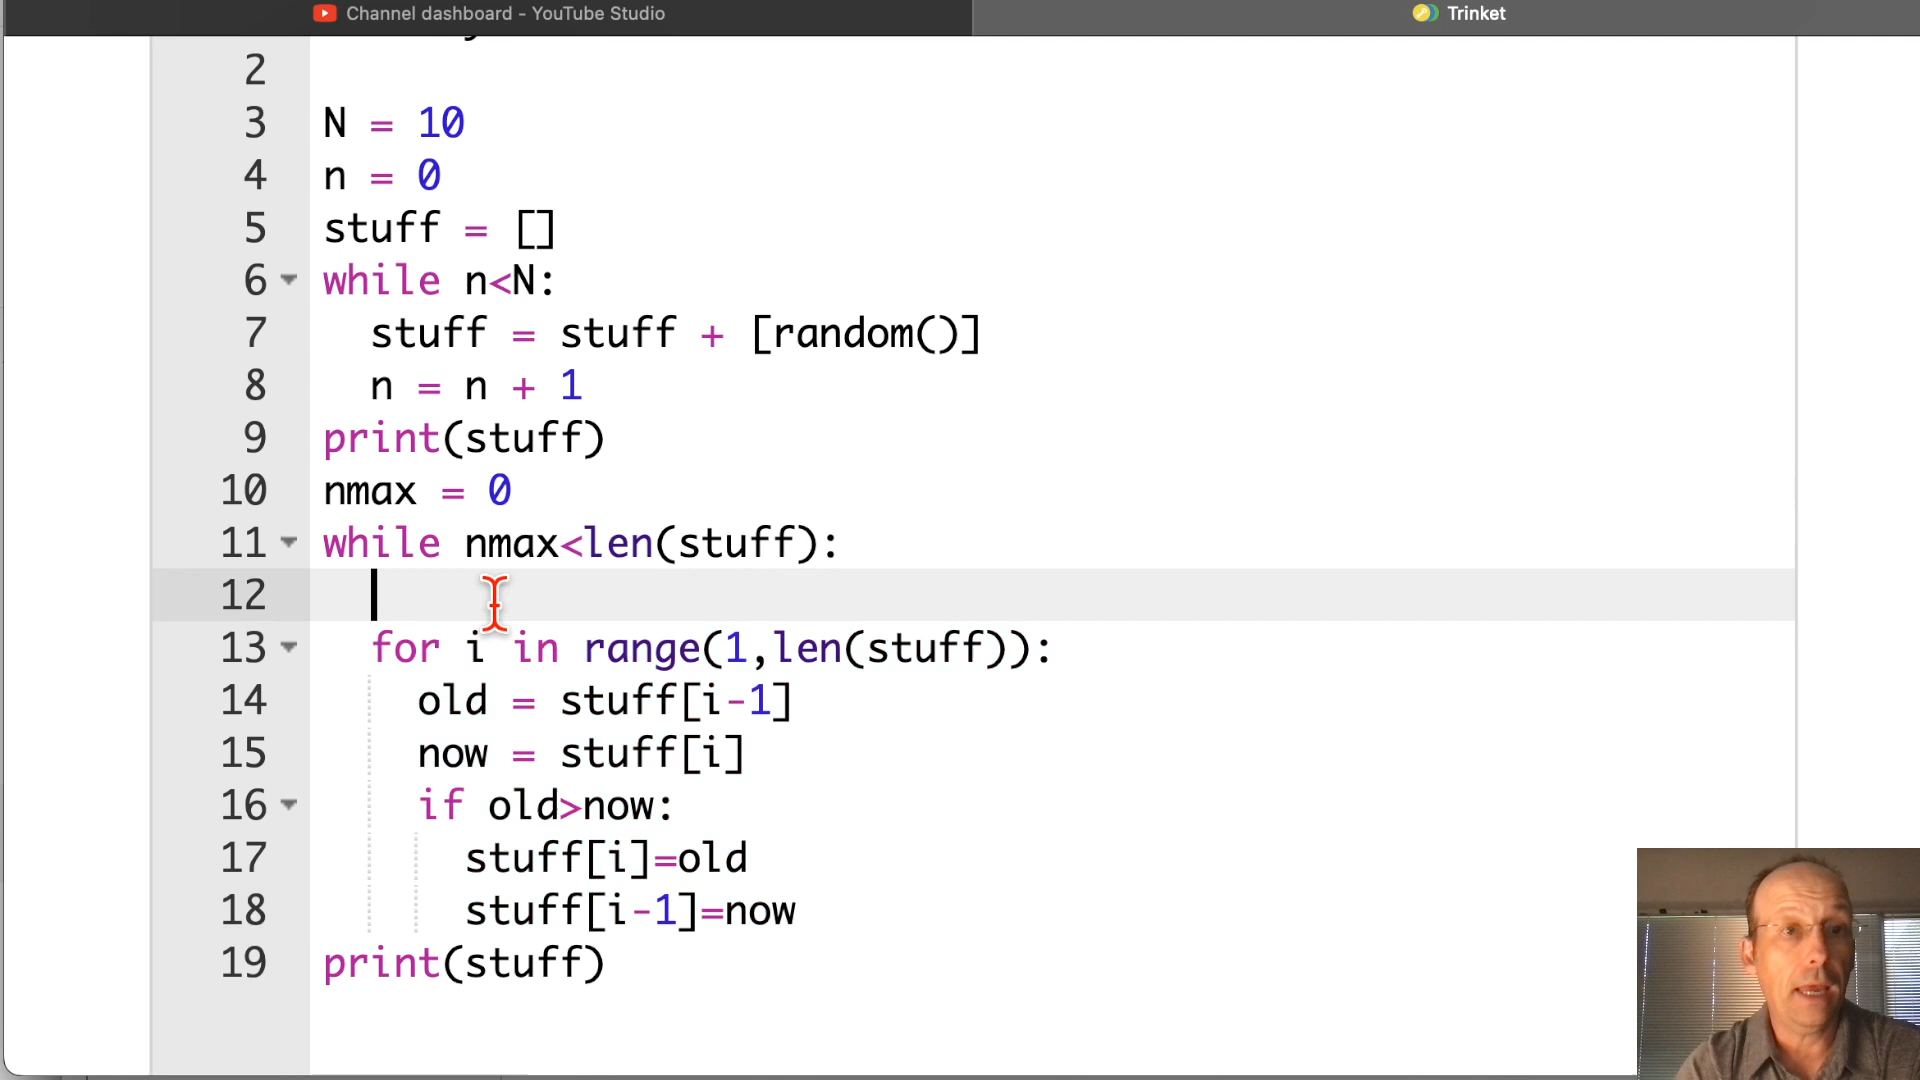 Channel dashboard - YouTube Studio
Trinket
2
3 N = 10
4 n = 0
5 stuff = []
6 while n<N:
7 stuff = stuff + [random()]
8 n = n + 1
9 print(stuff)
10 nmax = 0
11 while nmax<len(stuff):
12
13 for i in range(1,len(stuff)):
14 old = stuff[i-1]
15 now = stuff[i]
16 if old>now:
17 stuff[i]=old
18 stuff[i-1]=now
19 print(stuff)